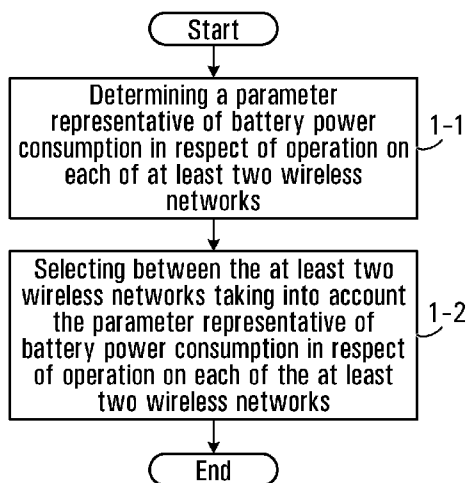 Start
Determining a parameter
representative of battery power
consumption in respect of operation on
each of at least two wireless
networks
1-1
Selecting between the at least two
wireless networks taking into account
the parameter representative of
battery power consumption in respect
of operation on each of the at least
two wireless networks
1-2
End